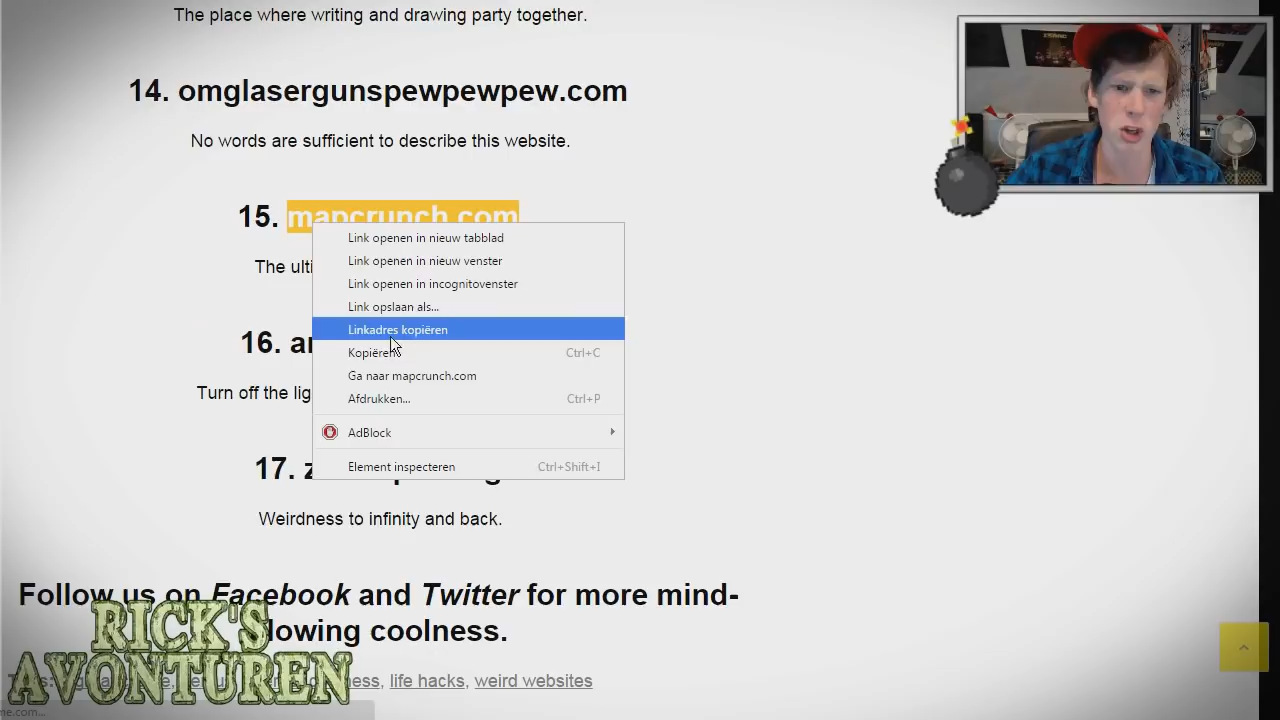 The place where writing and drawing party together.
14. omglasergunspewpewpew.com
No words are sufficient to describe this website.
15. mapcrunch.com
Link openen in nieuw tabblad
Link openen in nieuw venster
The
Link openen in incognitovenster
Link opslaan als...
Linkadres kopiëren
16.
Kopiëren Ctrl+C
Ga naar mapcrunch.com
Turn off the
Afdrukken... Ctrl+P
AdBlock
17.
Element inspecteren Ctrl+Shift+I
Weirdness to infinity and back.
Follow us on Facebook and Twitter for more mind-
lowing coolness.
RICK'S
AVONTUREN
life hacks, weird websites